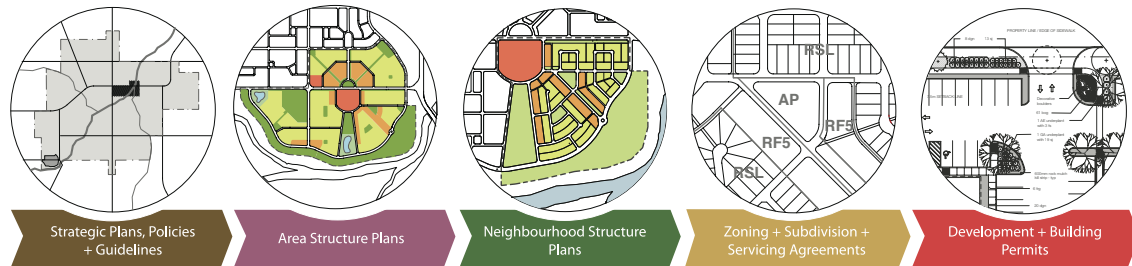 RSL
AP
RF5
RF5
RSL
PROPERTY LINE / EDGE OF SIDEWALK
Strategic Plans, Policies
+ Guidelines
Area Structure Plans
Neighbourhood Structure
Plans
Zoning + Subdivision +
Servicing Agreements
Development + Building
Permits